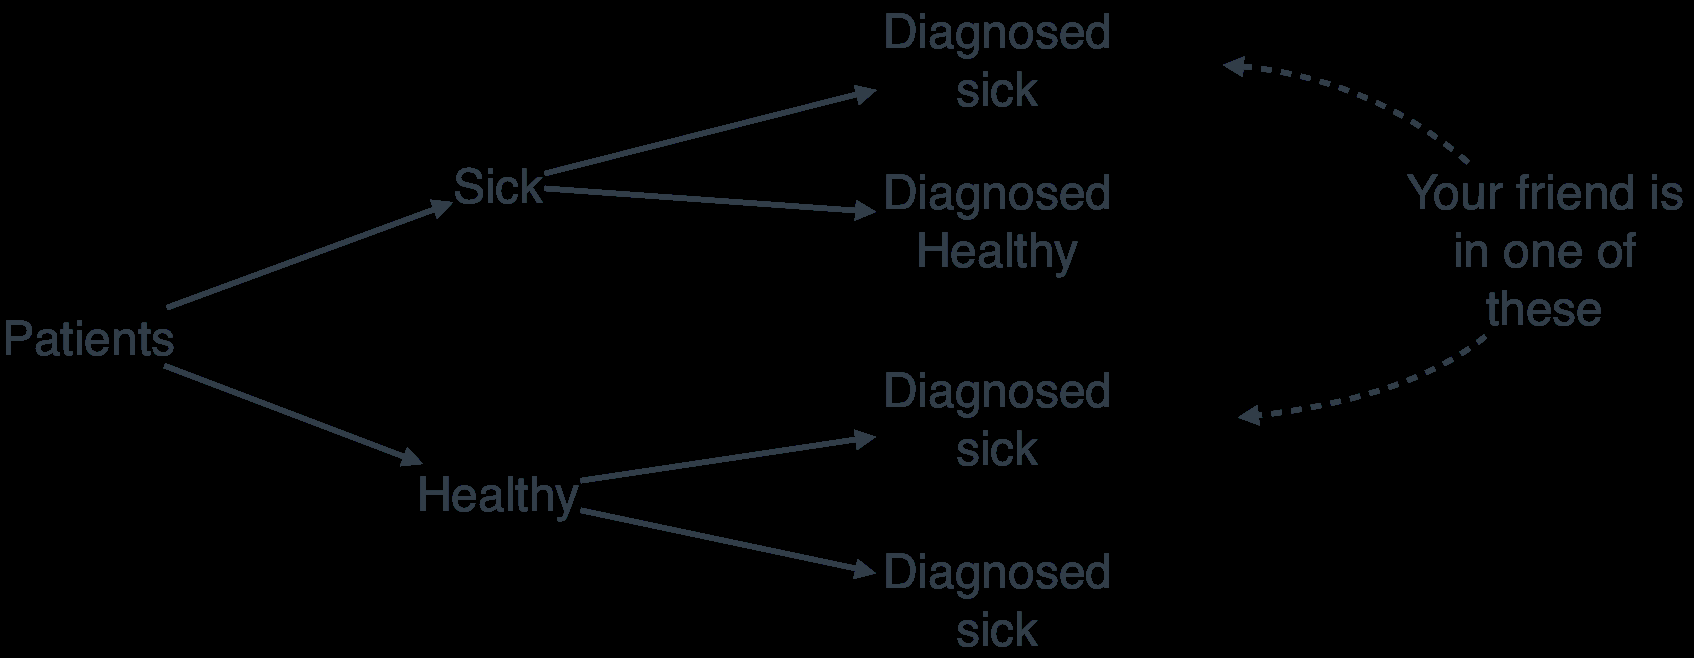 Patients
Sick
Healthy
Diagnosed
sick
Diagnosed
Healthy
Diagnosed
sick
Diagnosed
sick
Your friend is
in one of
these